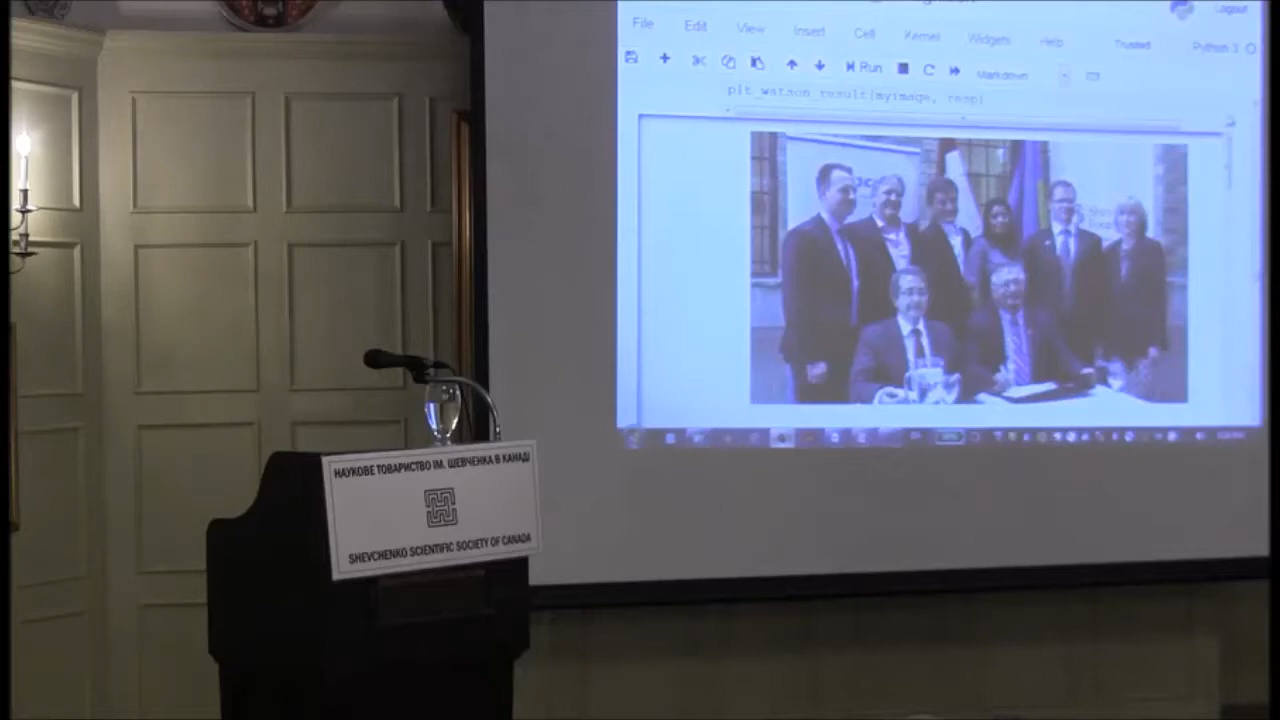 Logout
File Edit View Insert Cell Kernel Widgets Help Trusted Python 3
Run Markdown
plt_watson_result(myimage, resp)
НАУКОВЕ ТОВАРИСТВО ІМ. ШЕВЧЕНКА В КАНАДІ
SHEVCHENKO SCIENTIFIC SOCIETY OF CANADA